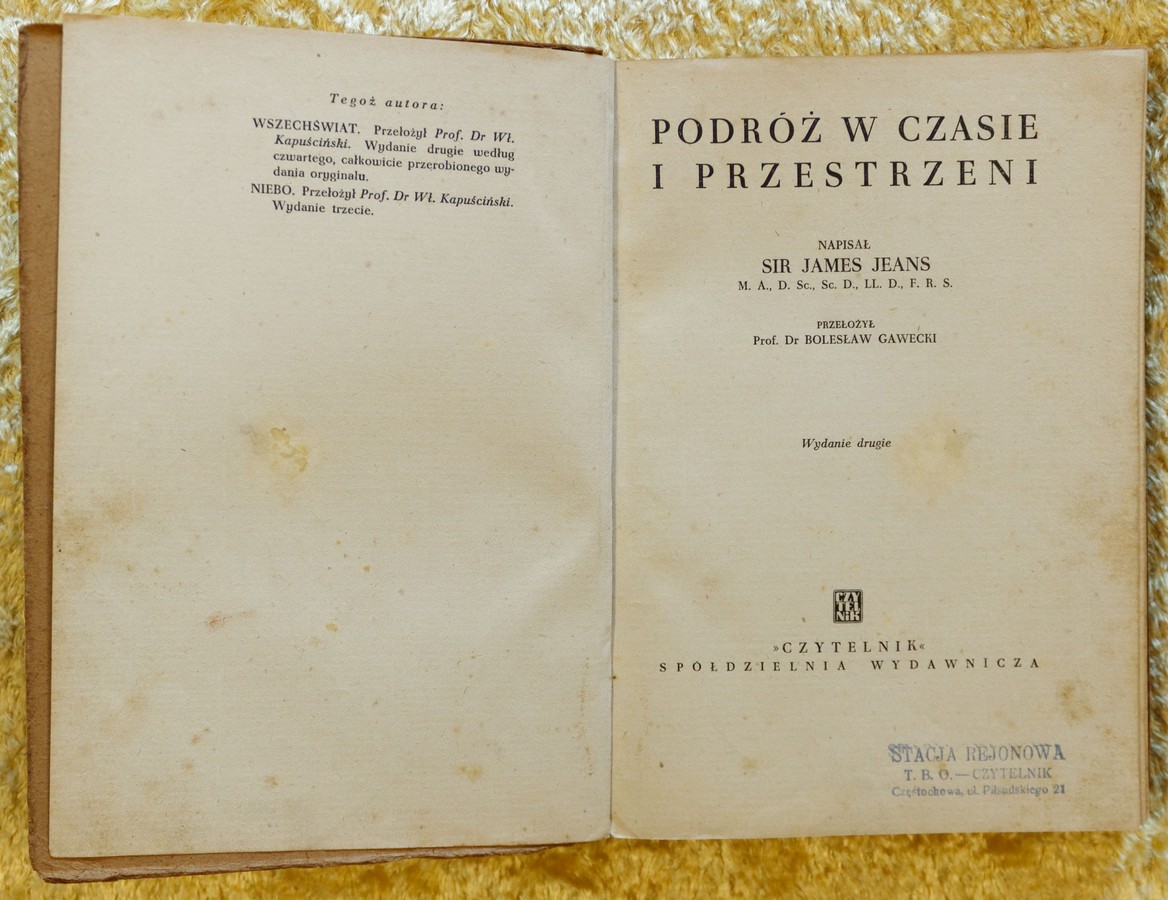 Tegoż autora:
WSZECHŚWIAT. Przełożył Prof. Dr Wł.
Kapuściński. Wydanie drugie według
czwartego, całkowicie przerobionego wy-
dania oryginału.
NIEBO. Przełożył Prof. Dr Wł. Kapuściński.
Wydanie trzecie.
PODRÓŻ W CZASIE
I PRZESTRZENI
NAPISAŁ
SIR JAMES JEANS
M. A., D. Sc., Sc. D., LL. D., F. R. S.
PRZEŁOŻYŁ
Prof. Dr BOLESŁAW GAWECKI
Wydanie drugie
CZY
TEL
NIK
»CZYTELNIK«
SPÓŁDZIELNIA WYDAWNICZA
STACJA REJONOWA
T. B. O. — CZYTELNIK
Częstochowa, ul. Piłsudskiego 21